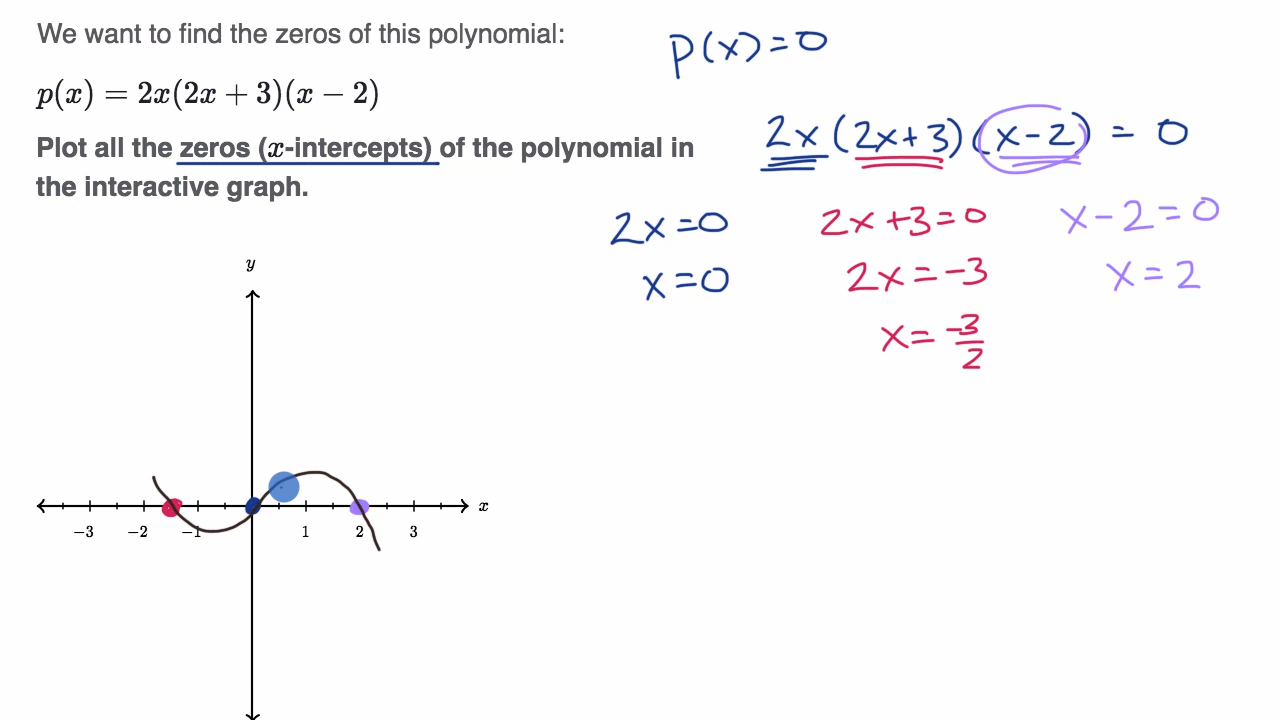 We want to find the zeros of this polynomial:
p(x) = 2x(2x + 3)(x − 2)
Plot all the zeros (x-intercepts) of the polynomial in
the interactive graph.
p(x)=0
2x(2x+3)(x-2) = 0
2x=0
x=0
2x+3=0
2x=-3
x= -3/2
x-2=0
x=2
y
x
−3 −2 −1 1 2 3